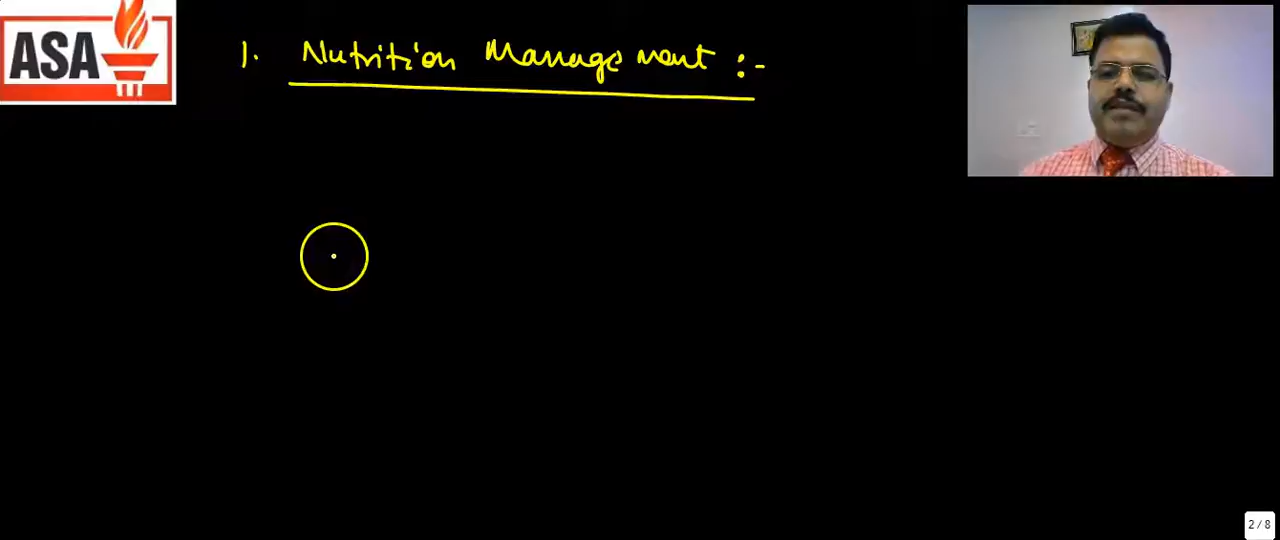 ASA
1. Nutrition Management :-
2 / 8